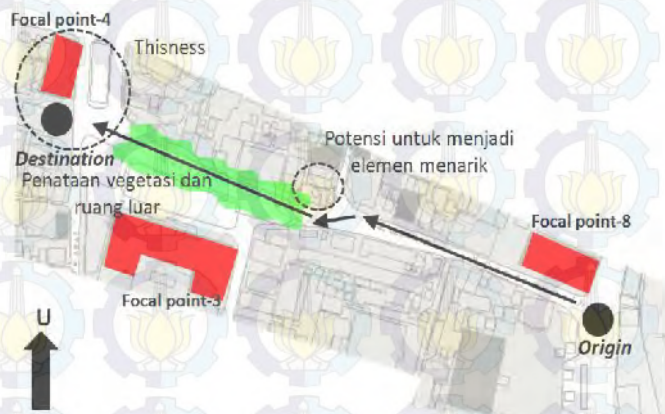 Focal point-4
Thisness
Potensi untuk menjadi
elemen menarik
Destination
Penataan vegetasi dan
ruang luar
Focal point-8
Focal point-3
U
Origin